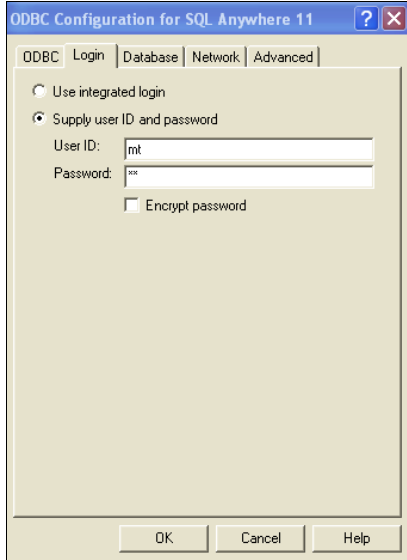 ODBC Configuration for SQL Anywhere 11
ODBC Login Database Network Advanced
Use integrated login
Supply user ID and password
User ID: mt
Password: **
Encrypt password
OK Cancel Help